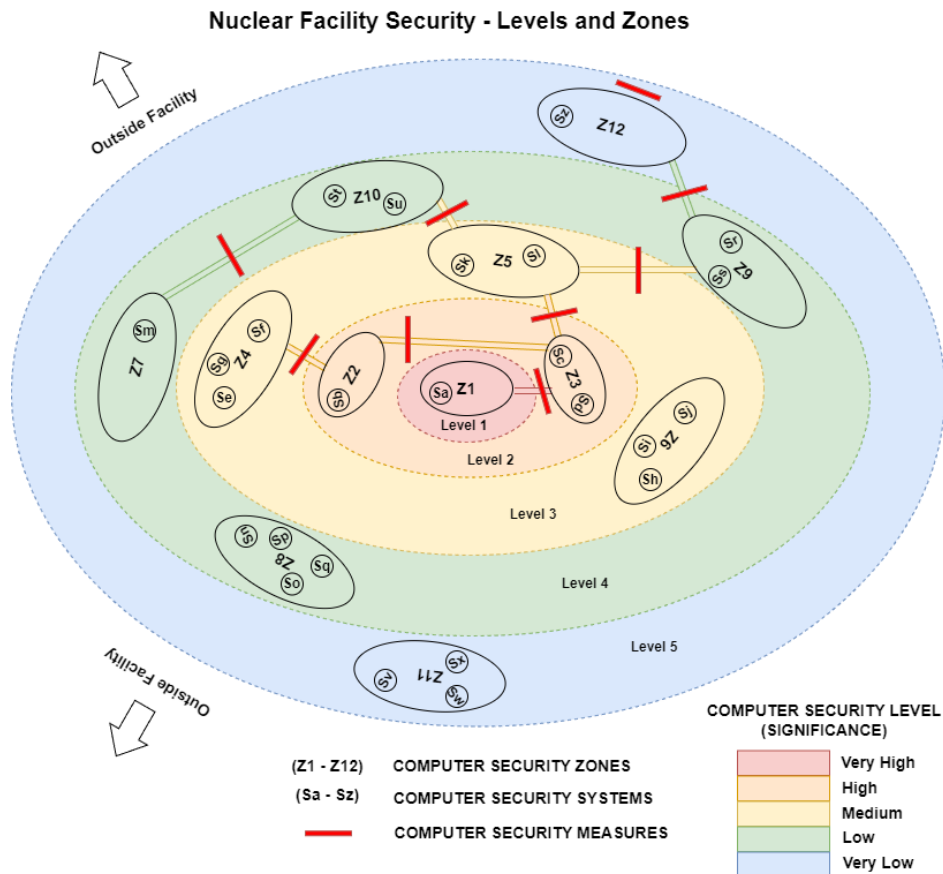 Nuclear Facility Security - Levels and Zones
Outside Facility
Sz
Z12
St
Z10
Su
Sr
Z9
Ss
Sk
Z5
Sl
Sm
Z7
Sf
Sg
Z4
Se
Z2
Sb
Sc
Z3
Sd
Sa
Z1
Level 1
Level 2
Sj
Z6
Si
Sh
Level 3
Sn
Sp
Z8
Sq
So
Level 4
Level 5
Sx
Z11
Sv
Sw
Outside Facility
COMPUTER SECURITY LEVEL
(SIGNIFICANCE)
Very High
High
Medium
Low
Very Low
(Z1 - Z12) COMPUTER SECURITY ZONES
(Sa - Sz) COMPUTER SECURITY SYSTEMS
COMPUTER SECURITY MEASURES